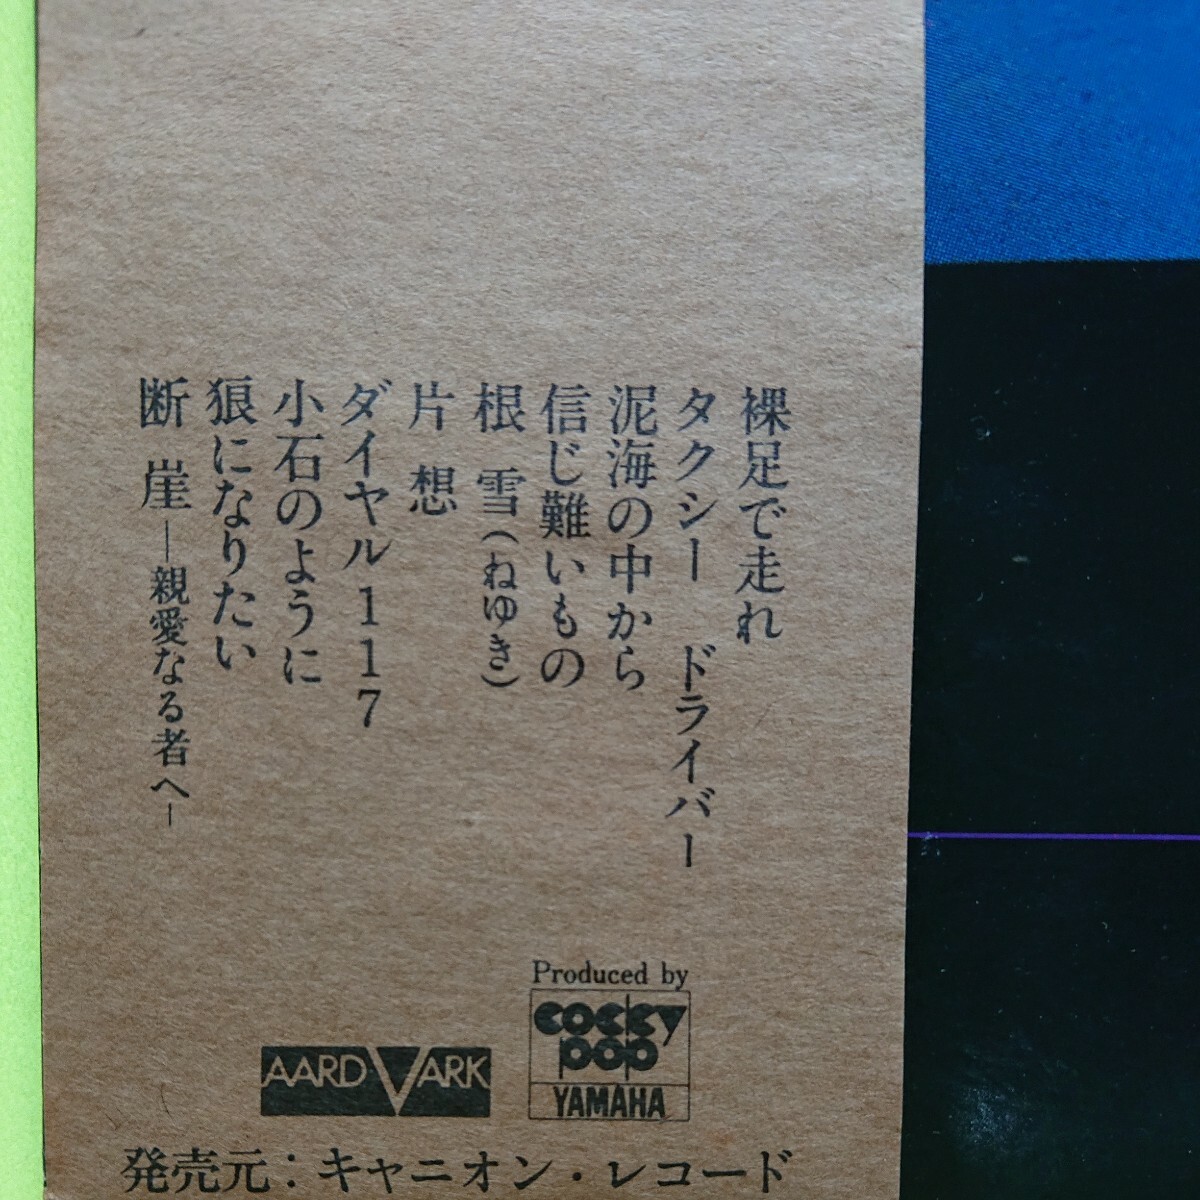 裸足で走れ
タクシー ドライバー
泥海の中から
信じ難いもの
根雪(ねゆき)
片想
ダイヤル117
小石のように
狼になりたい
断崖―親愛なる者へ―
Produced by
cocky
pop
YAMAHA
AARDVARK
発売元：キャニオン・レコード